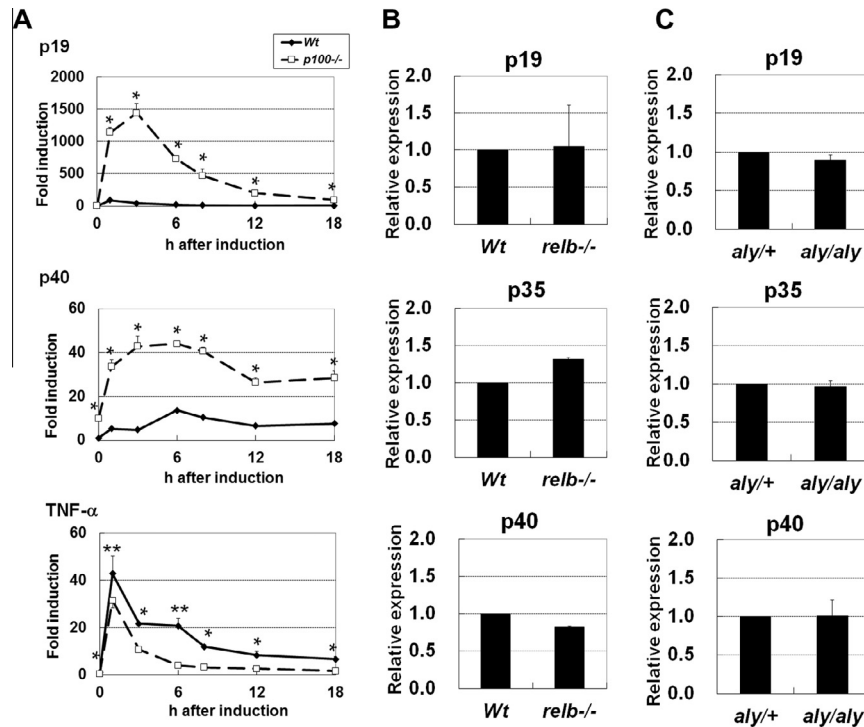 A
B
C
p19
Wt
p100-/-
Fold induction
2000
1500
1000
500
0
* * * * * *
0 6 12 18
h after induction
p40
Fold induction
60
40
20
0
* * * * * * *
0 6 12 18
h after induction
TNF-α
Fold induction
60
40
20
0
* ** * ** * * *
0 6 12 18
h after induction
p19
Relative expression
2.0
1.5
1.0
0.5
0.0
Wt relb-/-
p35
Relative expression
2.0
1.5
1.0
0.5
0.0
Wt relb-/-
p40
Relative expression
2.0
1.5
1.0
0.5
0.0
Wt relb-/-
p19
Relative expression
2.0
1.5
1.0
0.5
0.0
aly/+ aly/aly
p35
Relative expression
2.0
1.5
1.0
0.5
0.0
aly/+ aly/aly
p40
Relative expression
2.0
1.5
1.0
0.5
0.0
aly/+ aly/aly